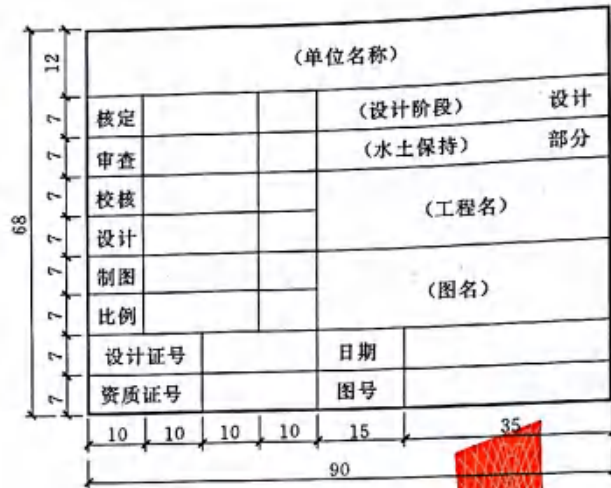 (单位名称)
核定 (设计阶段) 设计
审查 (水土保持) 部分
校核
(工程名)
设计
制图
(图名)
比例
设计证号 日期
资质证号 图号
12
7
7
7
7
7
7
7
7
68
10 10 10 10 15 35
90